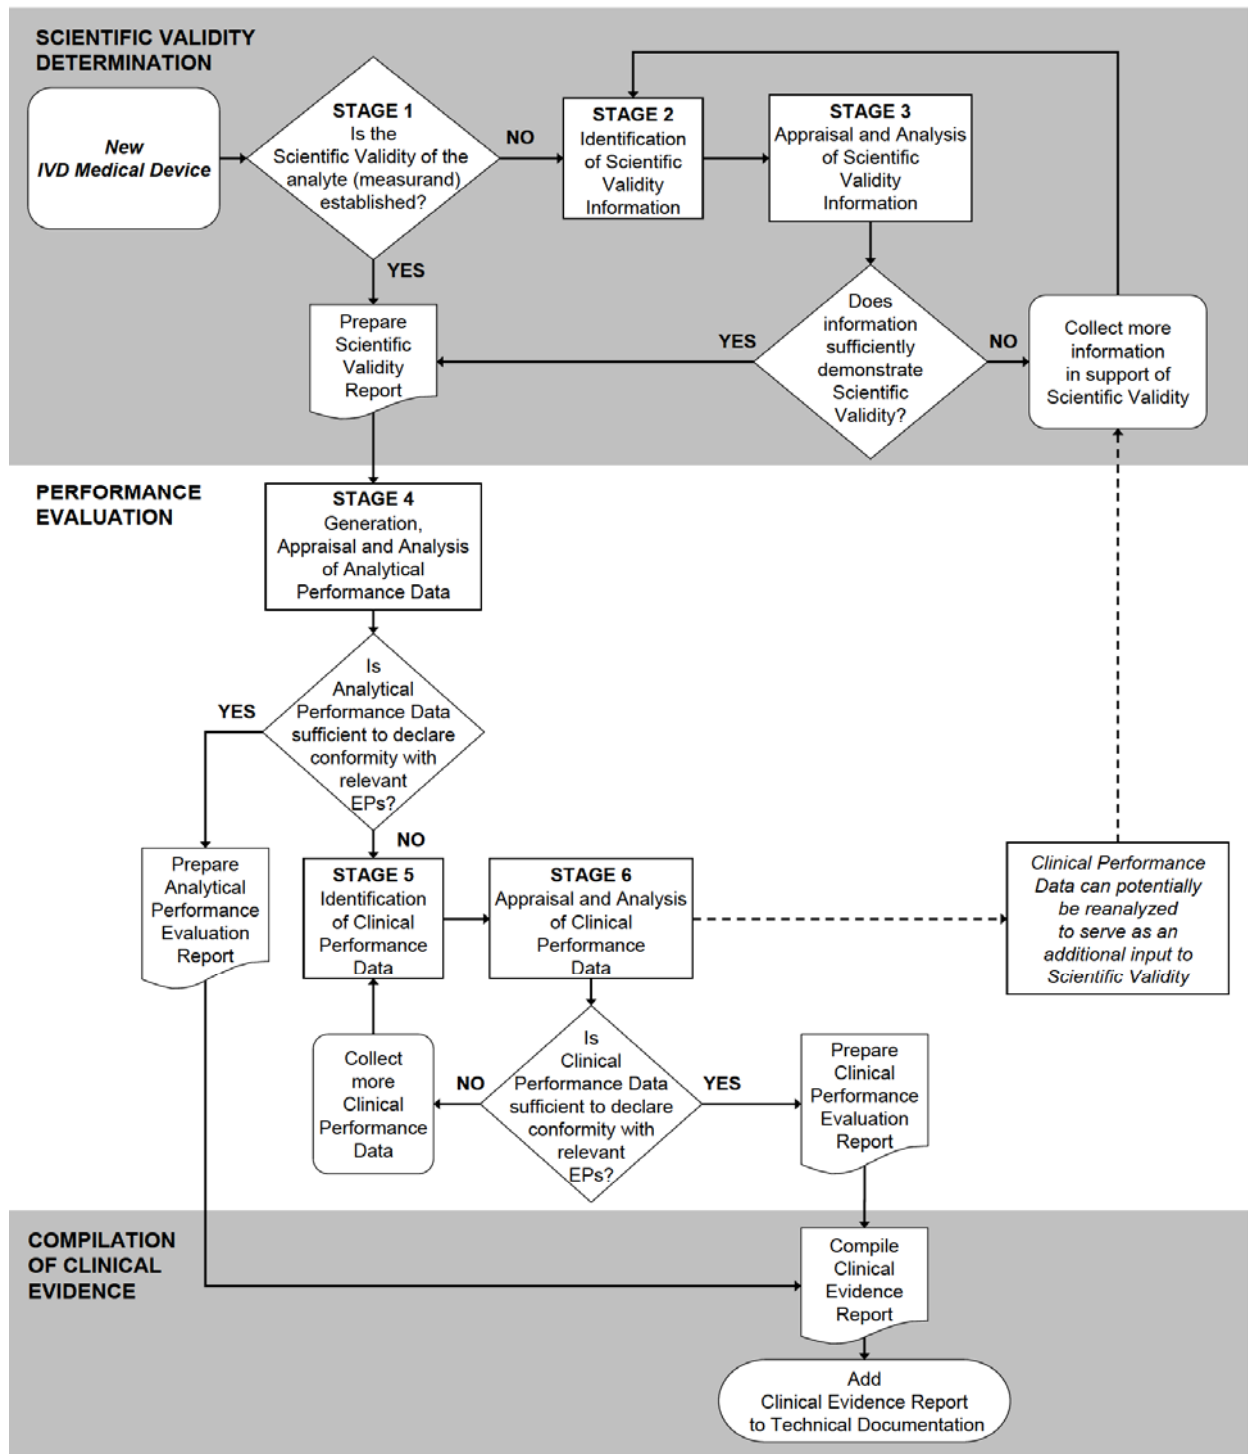 SCIENTIFIC VALIDITY
DETERMINATION
New
IVD Medical Device
STAGE 1
Is the
Scientific Validity of the
analyte (measurand)
established?
NO
STAGE 2
Identification
of Scientific
Validity
Information
STAGE 3
Appraisal and Analysis
of Scientific
Validity
Information
YES
Prepare
Scientific
Validity
Report
YES
Does
information
sufficiently
demonstrate
Scientific
Validity?
NO
Collect more
information
in support of
Scientific Validity
PERFORMANCE
EVALUATION
STAGE 4
Generation,
Appraisal and Analysis
of Analytical
Performance Data
Is
Analytical
Performance Data
sufficient to declare
conformity with
relevant
EPs?
YES
NO
Prepare
Analytical
Performance
Evaluation
Report
STAGE 5
Identification
of Clinical
Performance
Data
STAGE 6
Appraisal and Analysis
of Clinical
Performance
Data
Clinical Performance
Data can potentially
be reanalyzed
to serve as an
additional input to
Scientific Validity
Collect
more
Clinical
Performance
Data
NO
Is
Clinical
Performance Data
sufficient to declare
conformity with
relevant
EPs?
YES
Prepare
Clinical
Performance
Evaluation
Report
COMPILATION
OF CLINICAL
EVIDENCE
Compile
Clinical
Evidence
Report
Add
Clinical Evidence Report
to Technical Documentation